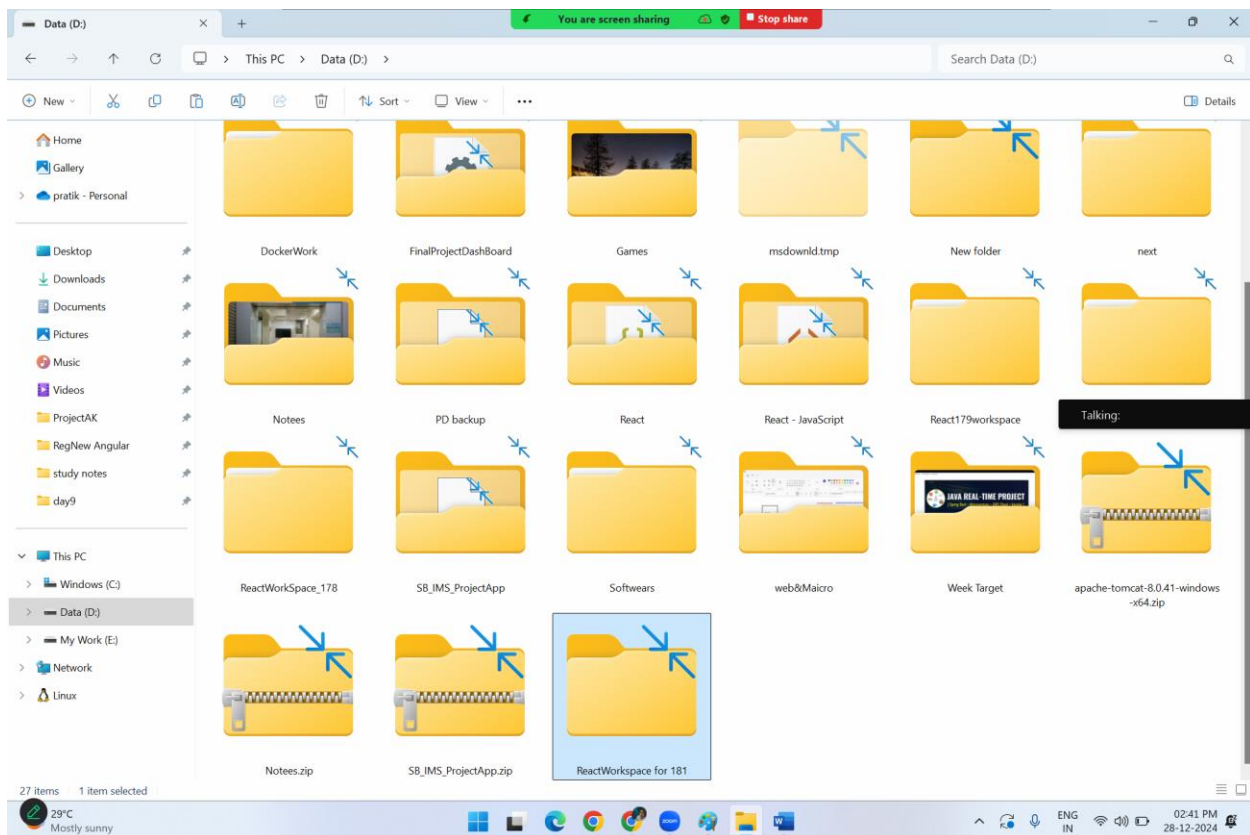 Data (D:)
You are screen sharing
Stop share
This PC > Data (D:) >
Search Data (D:)
New
Sort
View
Details
Home
Gallery
pratik - Personal
Desktop
Downloads
Documents
Pictures
Music
Videos
ProjectAK
RegNew Angular
study notes
day9
This PC
Windows (C:)
Data (D:)
My Work (E:)
Network
Linux
DockerWork
FinalProjectDashBoard
Games
msdownld.tmp
New folder
next
Notees
PD backup
React
React - JavaScript
React179workspace
Talking:
ReactWorkSpace_178
SB_IMS_ProjectApp
Softwears
web&Maicro
JAVA REAL-TIME PROJECT
Week Target
apache-tomcat-8.0.41-windows
-x64.zip
Notees.zip
SB_IMS_ProjectApp.zip
ReactWorkspace for 181
27 items
1 item selected
29°C
Mostly sunny
zoom
W
ENG
IN
02:41 PM
28-12-2024